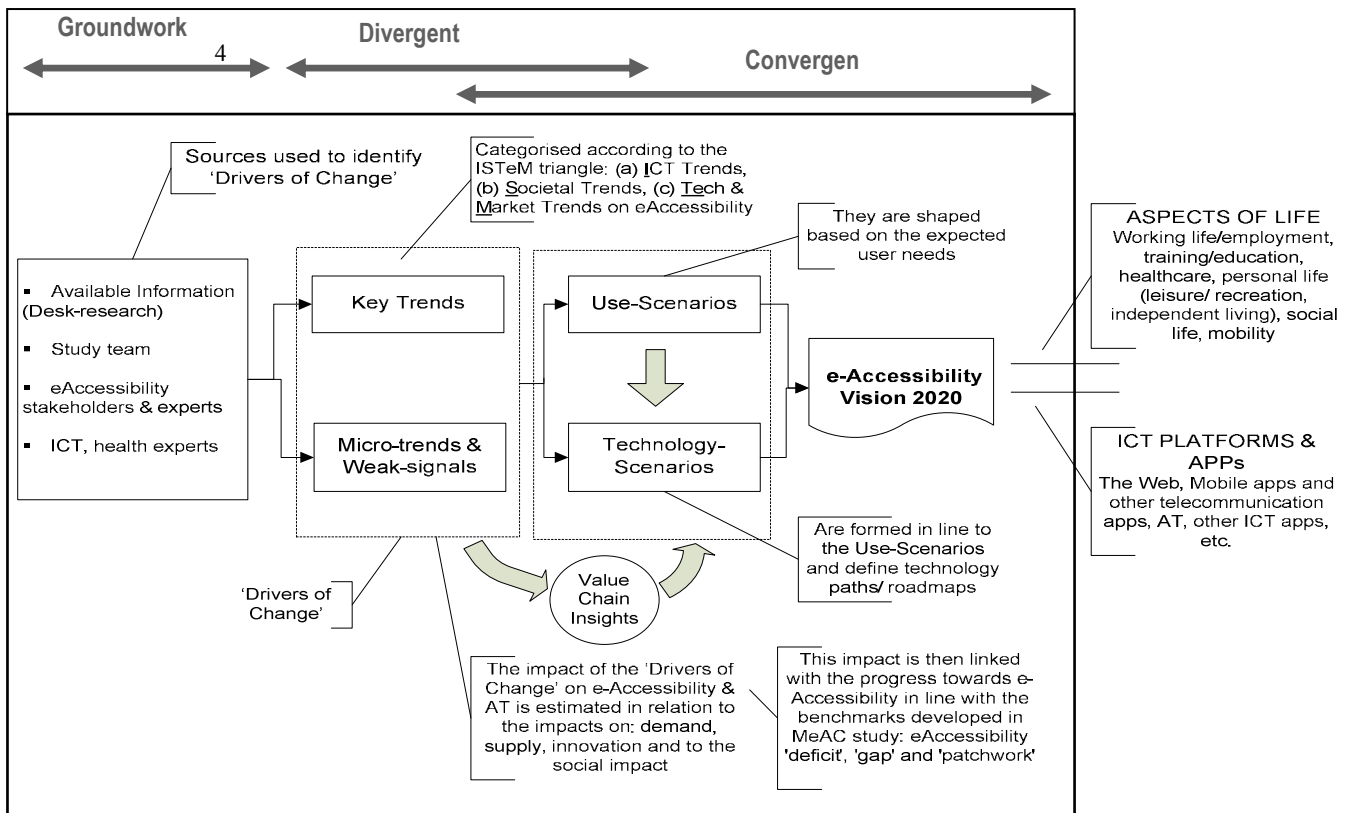 Groundwork
4
Divergent
Convergen
Sources used to identify
‘Drivers of Change’
Categorised according to the
ISTeM triangle: (a) ICT Trends,
(b) Societal Trends, (c) Tech &
Market Trends on eAccessibility
They are shaped
based on the expected
user needs
ASPECTS OF LIFE
Working life/employment,
training/education,
healthcare, personal life
(leisure/ recreation,
independent living), social
life, mobility
▪ Available Information
(Desk-research)
▪ Study team
▪ eAccessibility
stakeholders & experts
▪ ICT, health experts
Key Trends
Micro-trends &
Weak-signals
Use-Scenarios
Technology-
Scenarios
e-Accessibility
Vision 2020
ICT PLATFORMS &
APPs
The Web, Mobile apps and
other telecommunication
apps, AT, other ICT apps,
etc.
Are formed in line to
the Use-Scenarios
and define technology
paths/ roadmaps
‘Drivers of
Change’
Value
Chain
Insights
The impact of the ‘Drivers of
Change’ on e-Accessibility &
AT is estimated in relation to
the impacts on: demand,
supply, innovation and to the
social impact
This impact is then linked
with the progress towards e-
Accessibility in line with the
benchmarks developed in
MeAC study: eAccessibility
'deficit', 'gap' and 'patchwork'